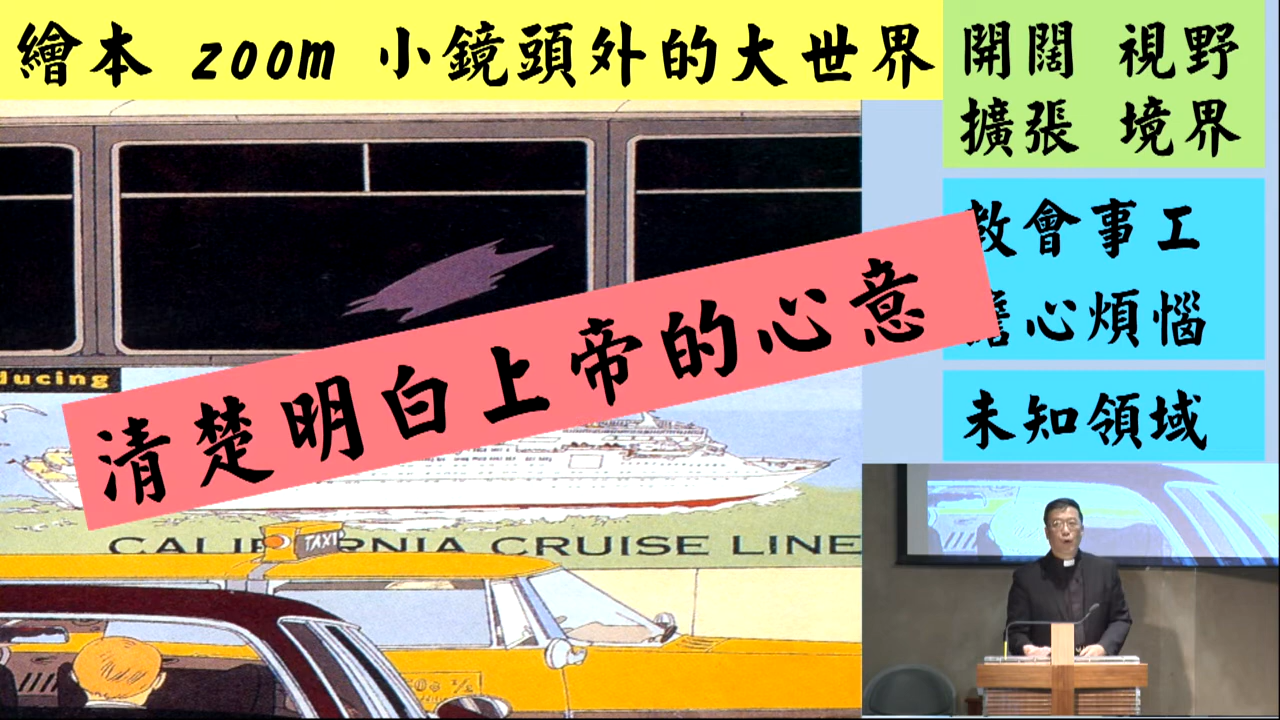 繪本 zoom 小鏡頭外的大世界
開闊 視野
擴張 境界
教會事工
擔心煩惱
未知領域
清楚明白上帝的心意
ducing
TAXI
CALIFORNIA CRUISE LINE